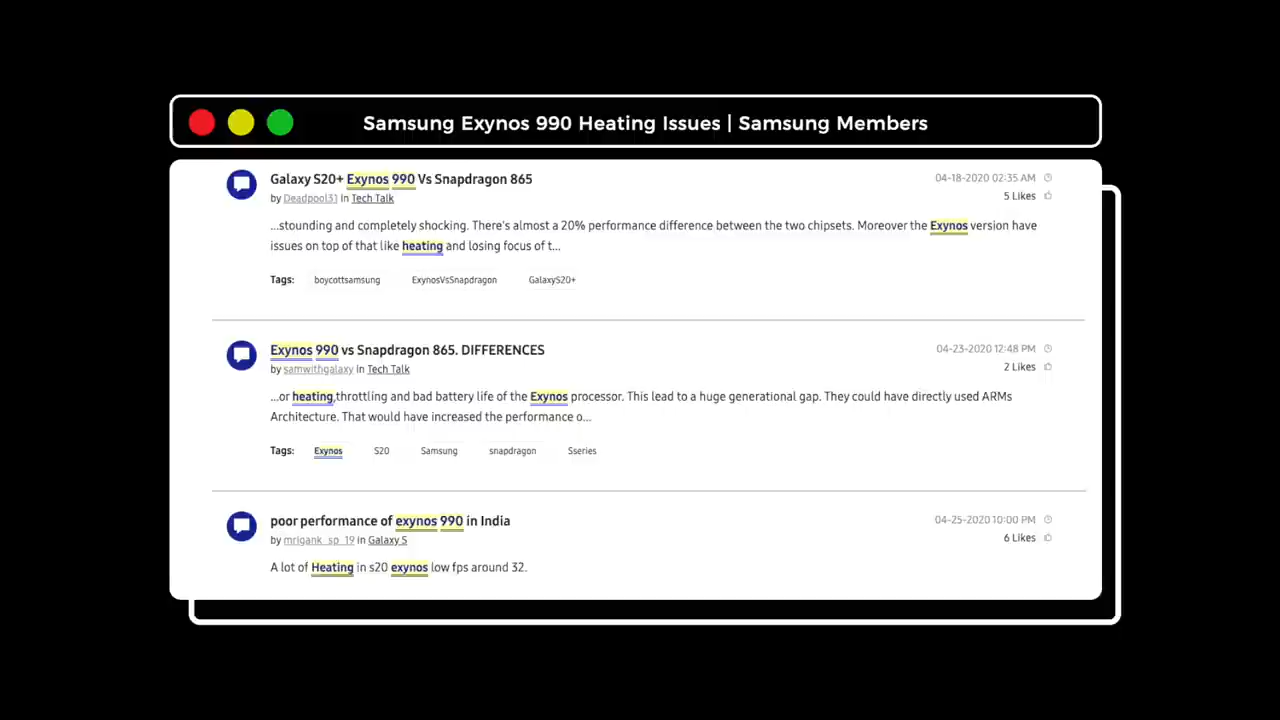 Samsung Exynos 990 Heating Issues | Samsung Members
Galaxy S20+ Exynos 990 Vs Snapdragon 865
04-18-2020 02:35 AM
by Deadpool31 in Tech Talk
5 Likes
...stounding and completely shocking. There's almost a 20% performance difference between the two chipsets. Moreover the Exynos version have
issues on top of that like heating and losing focus of t...
Tags: boycottsamsung ExynosVsSnapdragon GalaxyS20+
Exynos 990 vs Snapdragon 865. DIFFERENCES
04-23-2020 12:48 PM
by samwithgalaxy in Tech Talk
2 Likes
...or heating,throttling and bad battery life of the Exynos processor. This lead to a huge generational gap. They could have directly used ARMs
Architecture. That would have increased the performance o...
Tags: Exynos S20 Samsung snapdragon Sseries
poor performance of exynos 990 in India
04-25-2020 10:00 PM
by mrigank_sp_19 in Galaxy S
6 Likes
A lot of Heating in s20 exynos low fps around 32.